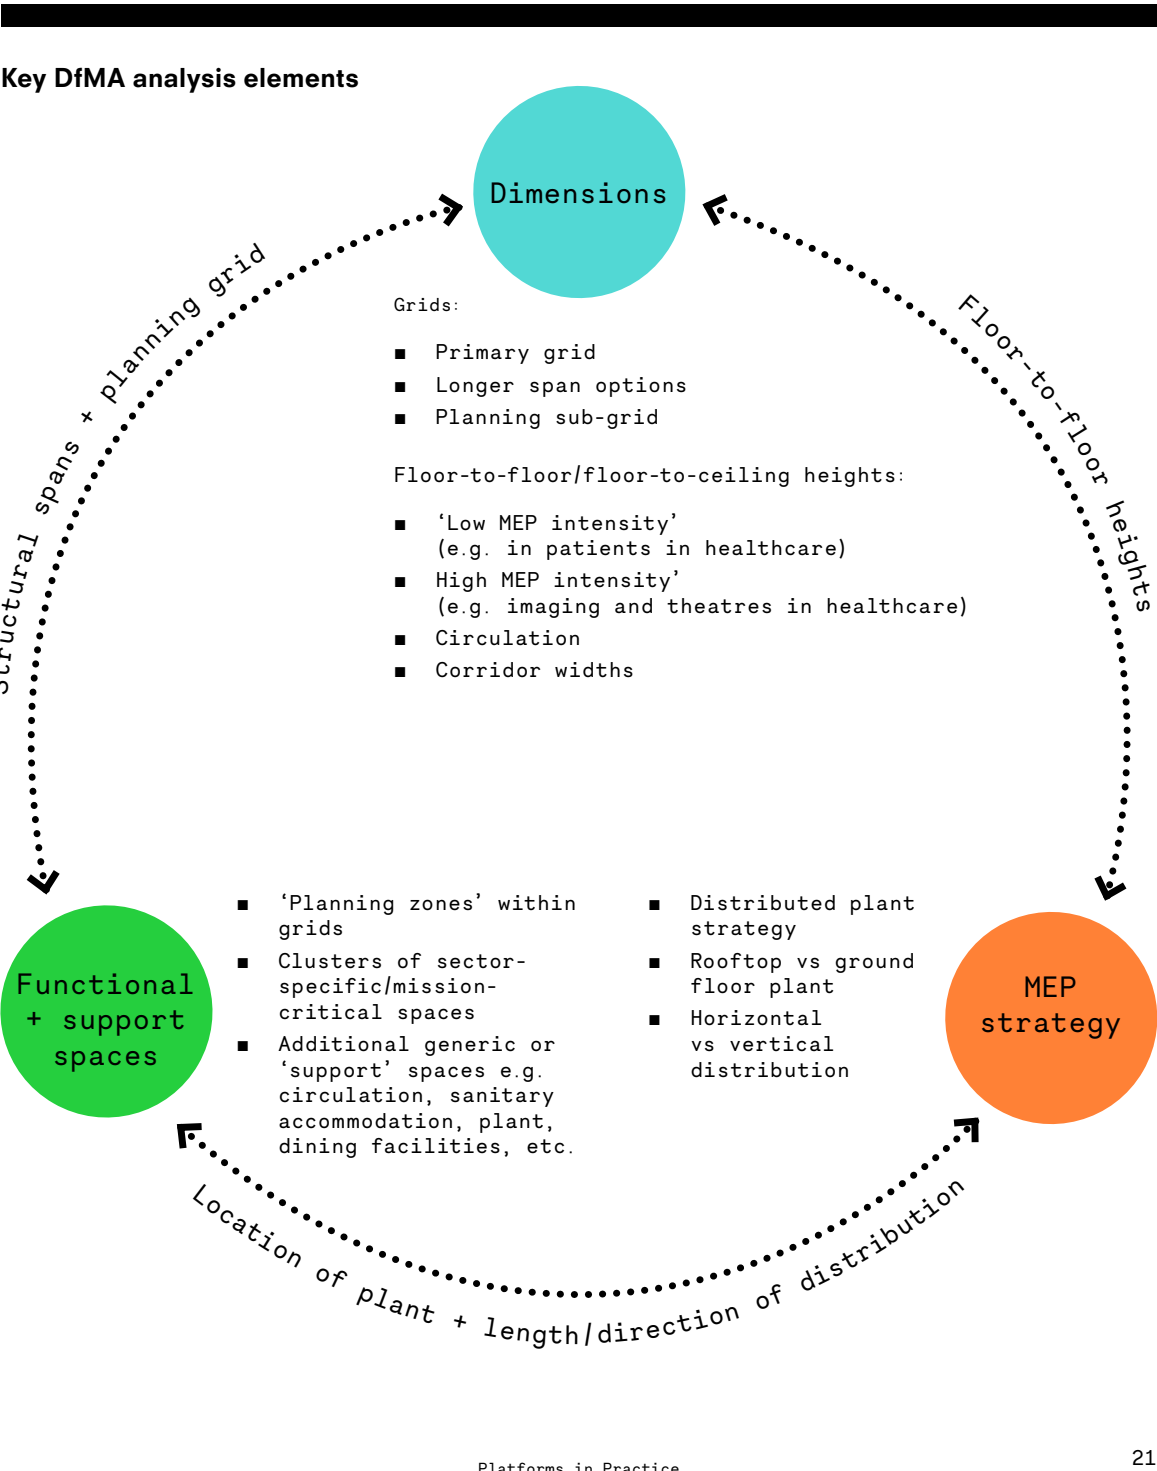 Key DfMA analysis elements
Dimensions
Structural spans + planning grid
Floor-to-floor heights
Grids:
■ Primary grid
■ Longer span options
■ Planning sub-grid
Floor-to-floor/floor-to-ceiling heights:
■ ‘Low MEP intensity’
(e.g. in patients in healthcare)
■ High MEP intensity’
(e.g. imaging and theatres in healthcare)
■ Circulation
■ Corridor widths
Functional
+ support
spaces
■ ‘Planning zones’ within
grids
■ Clusters of sector-
specific/mission-
critical spaces
■ Additional generic or
‘support’ spaces e.g.
circulation, sanitary
accommodation, plant,
dining facilities, etc.
■ Distributed plant
strategy
■ Rooftop vs ground
floor plant
■ Horizontal
vs vertical
distribution
MEP
strategy
Location of plant + length/direction of distribution
Platforms in Practice
21